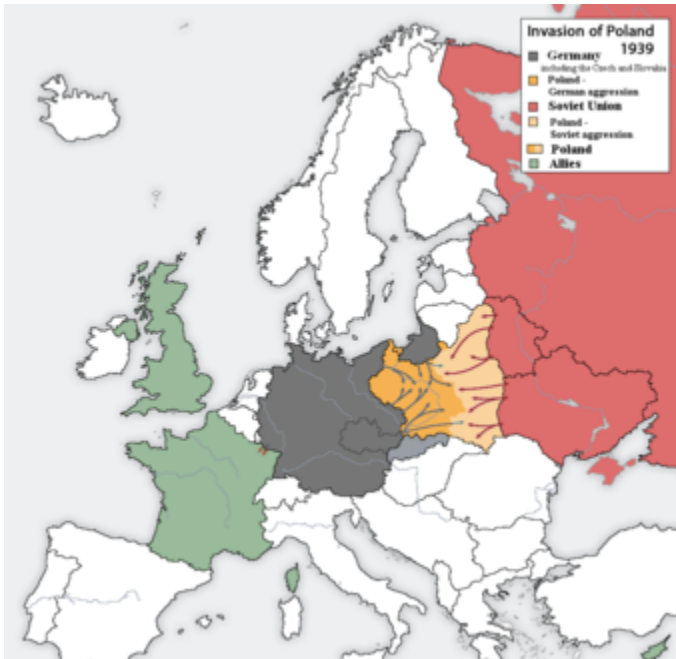 Invasion of Poland
1939
Germany
including the Czech and Slovakia
Poland -
German aggression
Soviet Union
Poland -
Soviet aggression
Poland
Allies